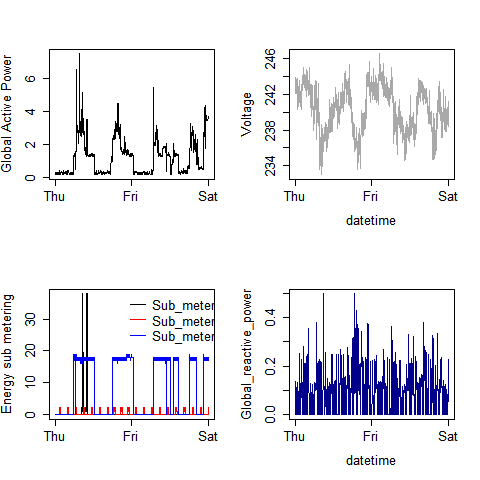 Global Active Power
0 2 4 6
Thu Fri Sat
Voltage
234 238 242 246
Thu Fri Sat
datetime
Energy sub metering
0 10 20 30
Sub_meter
Sub_meter
Sub_meter
Thu Fri Sat
Global_reactive_power
0.0 0.2 0.4
Thu Fri Sat
datetime